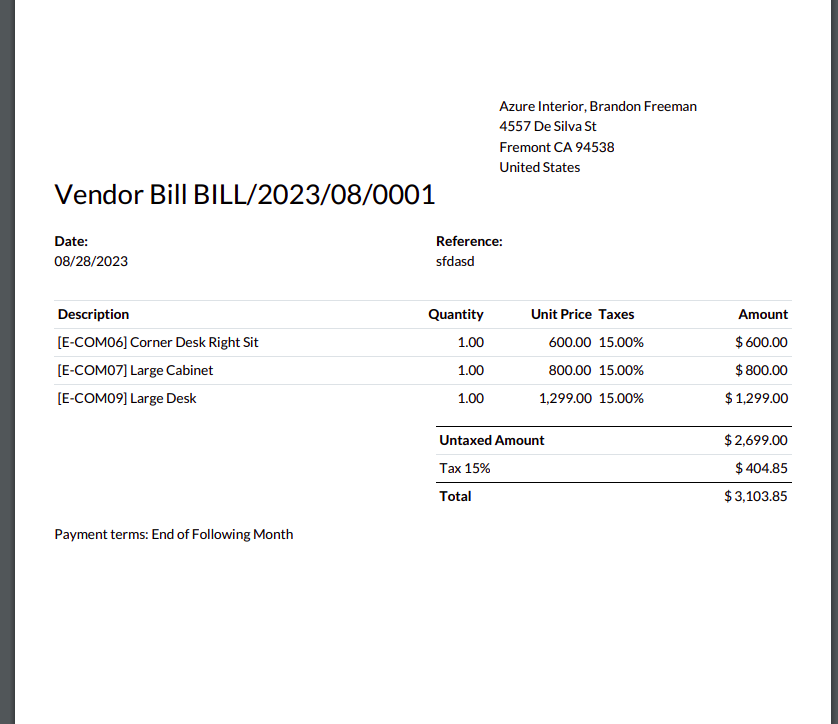 Azure Interior, Brandon Freeman
4557 De Silva St
Fremont CA 94538
United States
Vendor Bill BILL/2023/08/0001
Date: Reference:
08/28/2023 sfdasd
Description Quantity Unit Price Taxes Amount
[E-COM06] Corner Desk Right Sit 1.00 600.00 15.00% $ 600.00
[E-COM07] Large Cabinet 1.00 800.00 15.00% $ 800.00
[E-COM09] Large Desk 1.00 1,299.00 15.00% $ 1,299.00
Untaxed Amount $ 2,699.00
Tax 15% $ 404.85
Total $ 3,103.85
Payment terms: End of Following Month